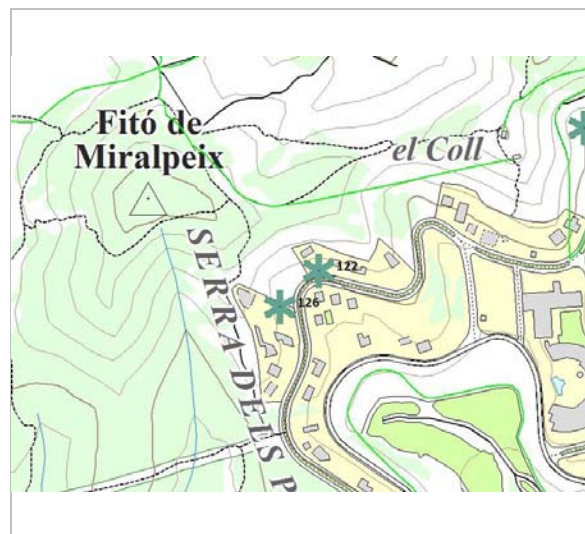 Fitó de
Miralpeix
el Coll
SERRA DELS P
122
126